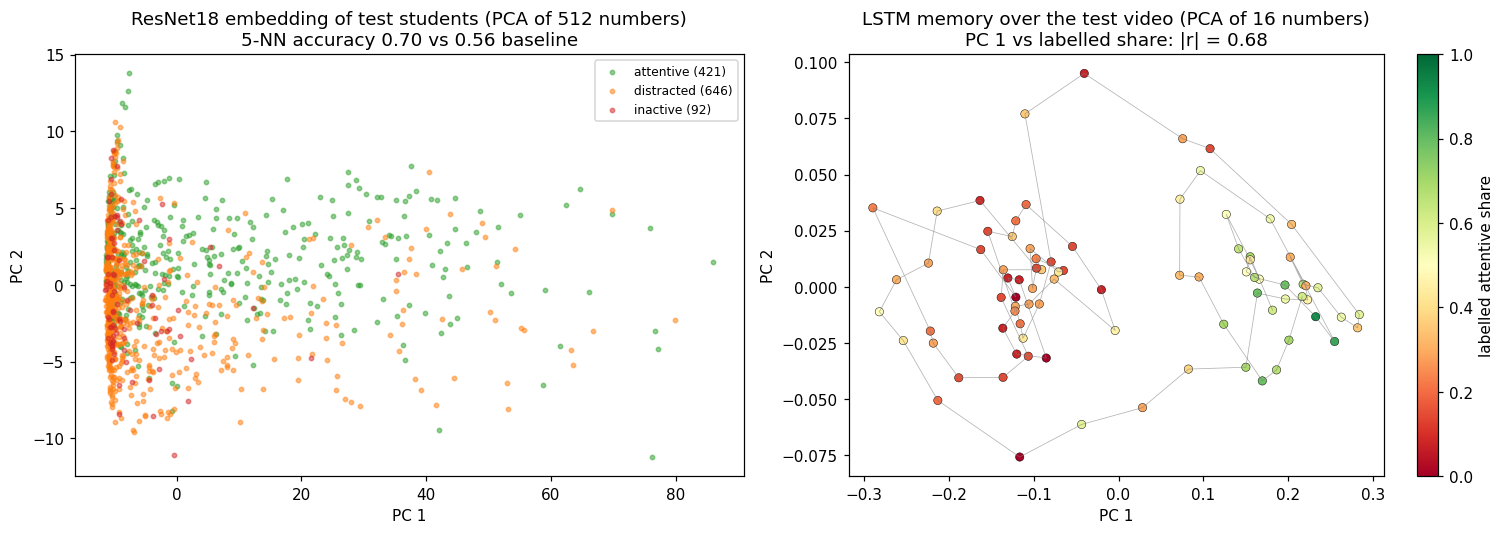 ResNet18 embedding of test students (PCA of 512 numbers)
5-NN accuracy 0.70 vs 0.56 baseline
15
10
5
0
−5
−10
PC 2
0
20
40
60
80
PC 1
attentive (421)
distracted (646)
inactive (92)
LSTM memory over the test video (PCA of 16 numbers)
PC 1 vs labelled share: |r| = 0.68
0.100
0.075
0.050
0.025
0.000
−0.025
−0.050
−0.075
PC 2
−0.3
−0.2
−0.1
0.0
0.1
0.2
0.3
PC 1
1.0
0.8
0.6
0.4
0.2
0.0
labelled attentive share